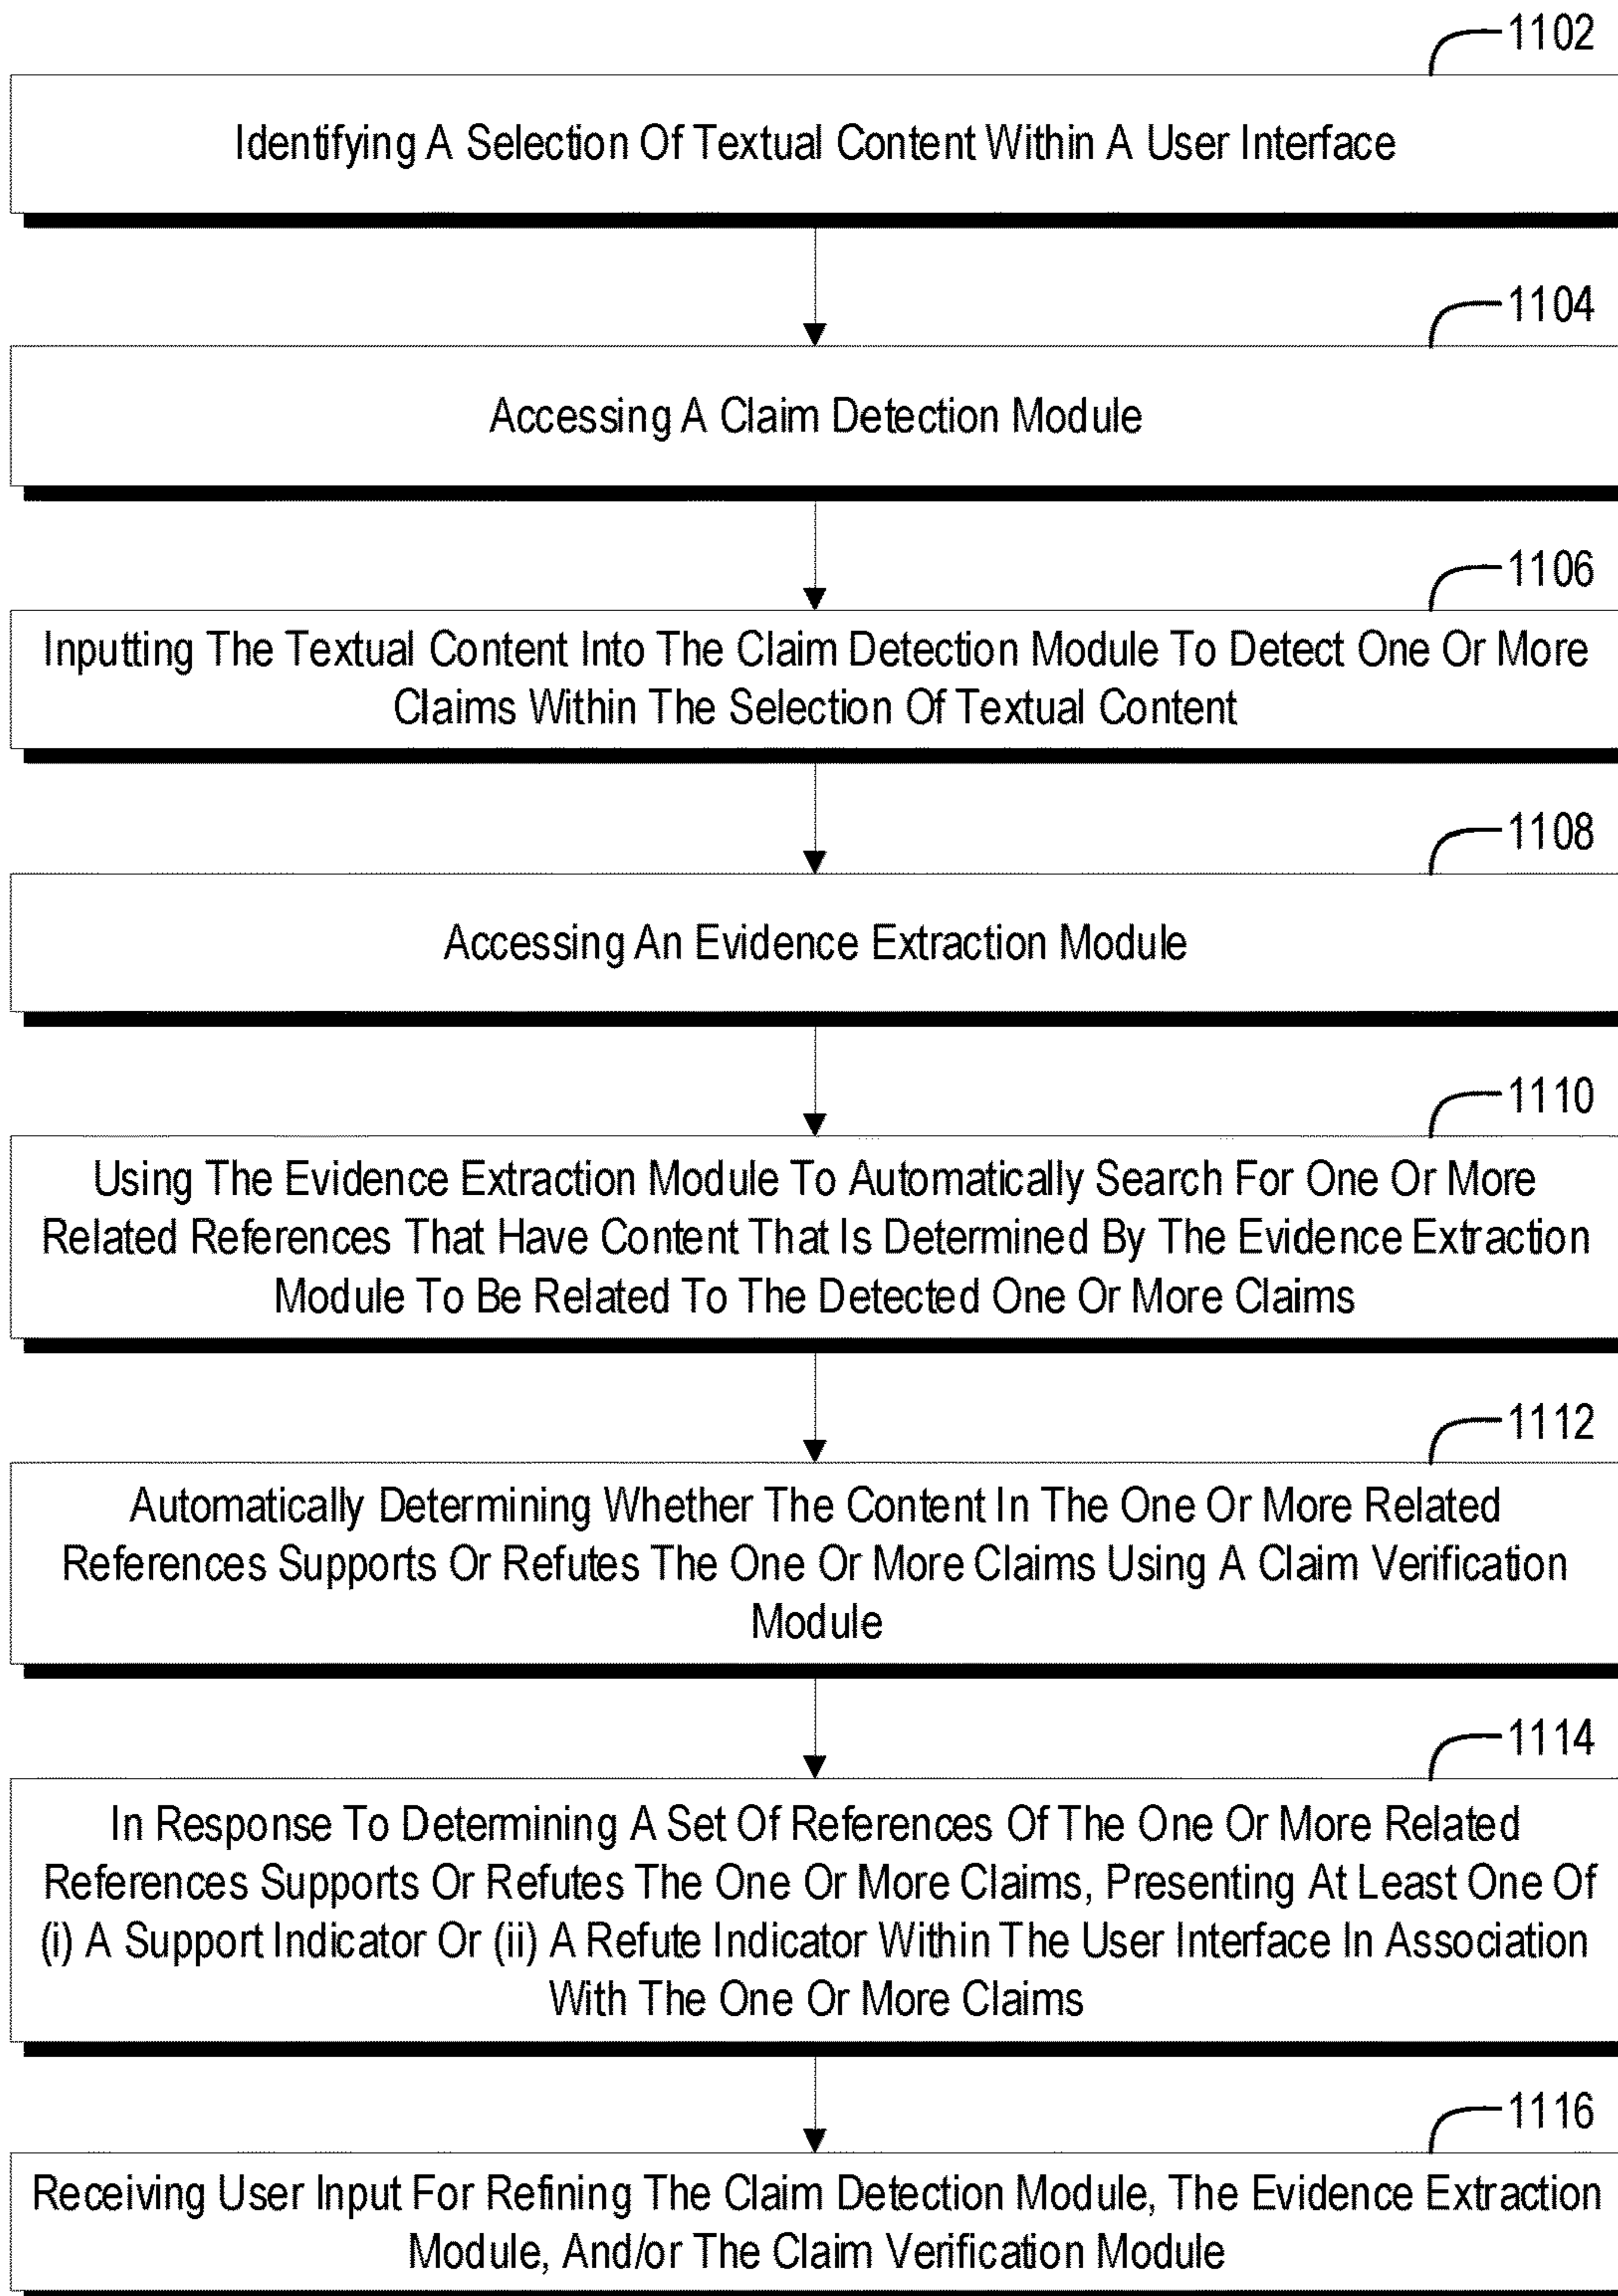 1102
Identifying A Selection Of Textual Content Within A User Interface
1104
Accessing A Claim Detection Module
1106
Inputting The Textual Content Into The Claim Detection Module To Detect One Or More
Claims Within The Selection Of Textual Content
1108
Accessing An Evidence Extraction Module
1110
Using The Evidence Extraction Module To Automatically Search For One Or More
Related References That Have Content That Is Determined By The Evidence Extraction
Module To Be Related To The Detected One Or More Claims
1112
Automatically Determining Whether The Content In The One Or More Related
References Supports Or Refutes The One Or More Claims Using A Claim Verification
Module
1114
In Response To Determining A Set Of References Of The One Or More Related
References Supports Or Refutes The One Or More Claims, Presenting At Least One Of
(i) A Support Indicator Or (ii) A Refute Indicator Within The User Interface In Association
With The One Or More Claims
1116
Receiving User Input For Refining The Claim Detection Module, The Evidence Extraction
Module, And/or The Claim Verification Module